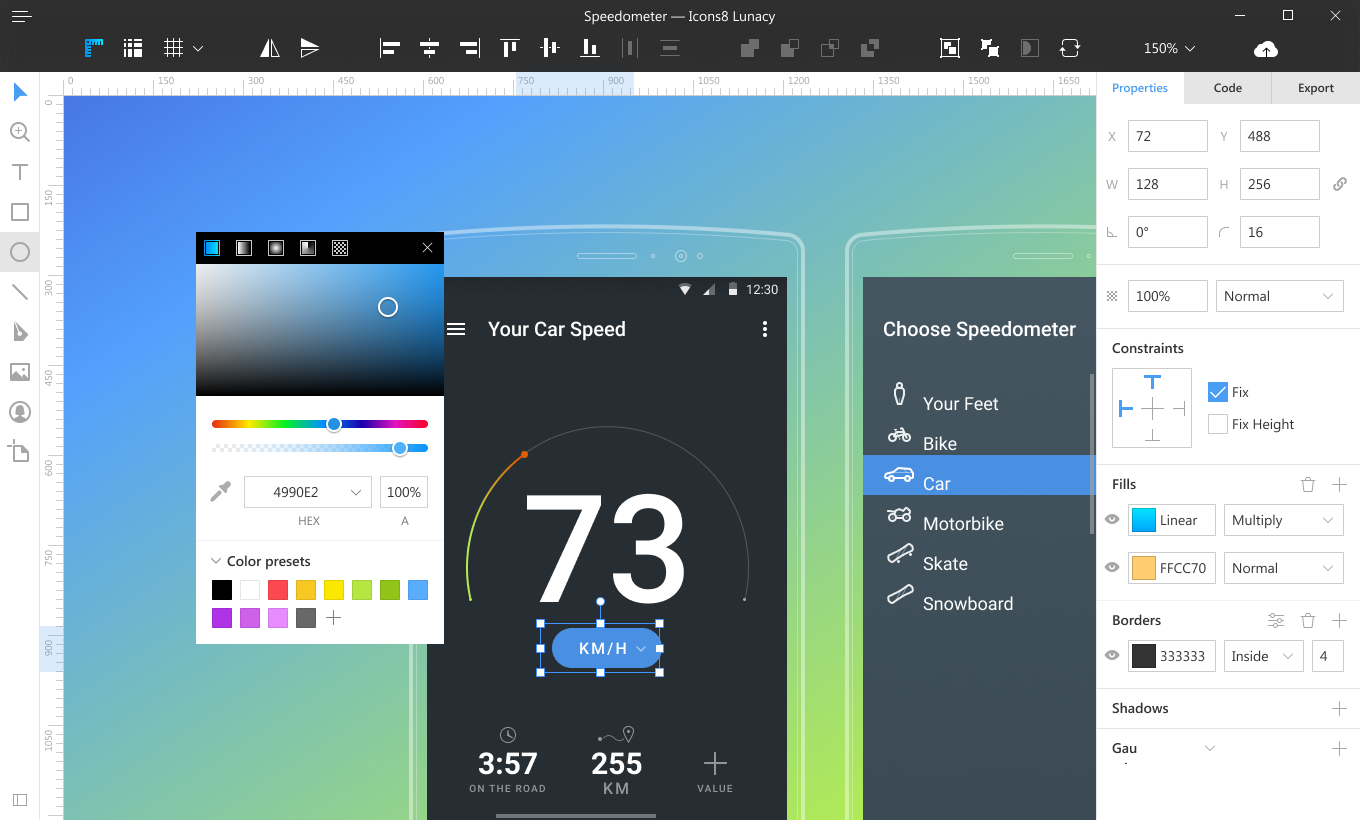 Speedometer — Icons8 Lunacy
150%
0 150 300 450 600 750 900 1050 1200 1350 1500 1650
Properties Code Export
0
150
300
450
600
750
900
1050
X 72 Y 488
W 128 H 256
0° 16
100% Normal
Constraints
Fix
Fix Height
Fills
Linear Multiply
FFCC70 Normal
Borders
333333 Inside 4
Shadows
Gau
4990E2 100%
HEX A
Color presets
12:30
Your Car Speed
73
KM/H
3:57 255
ON THE ROAD KM VALUE
Choose Speedometer
Your Feet
Bike
Car
Motorbike
Skate
Snowboard